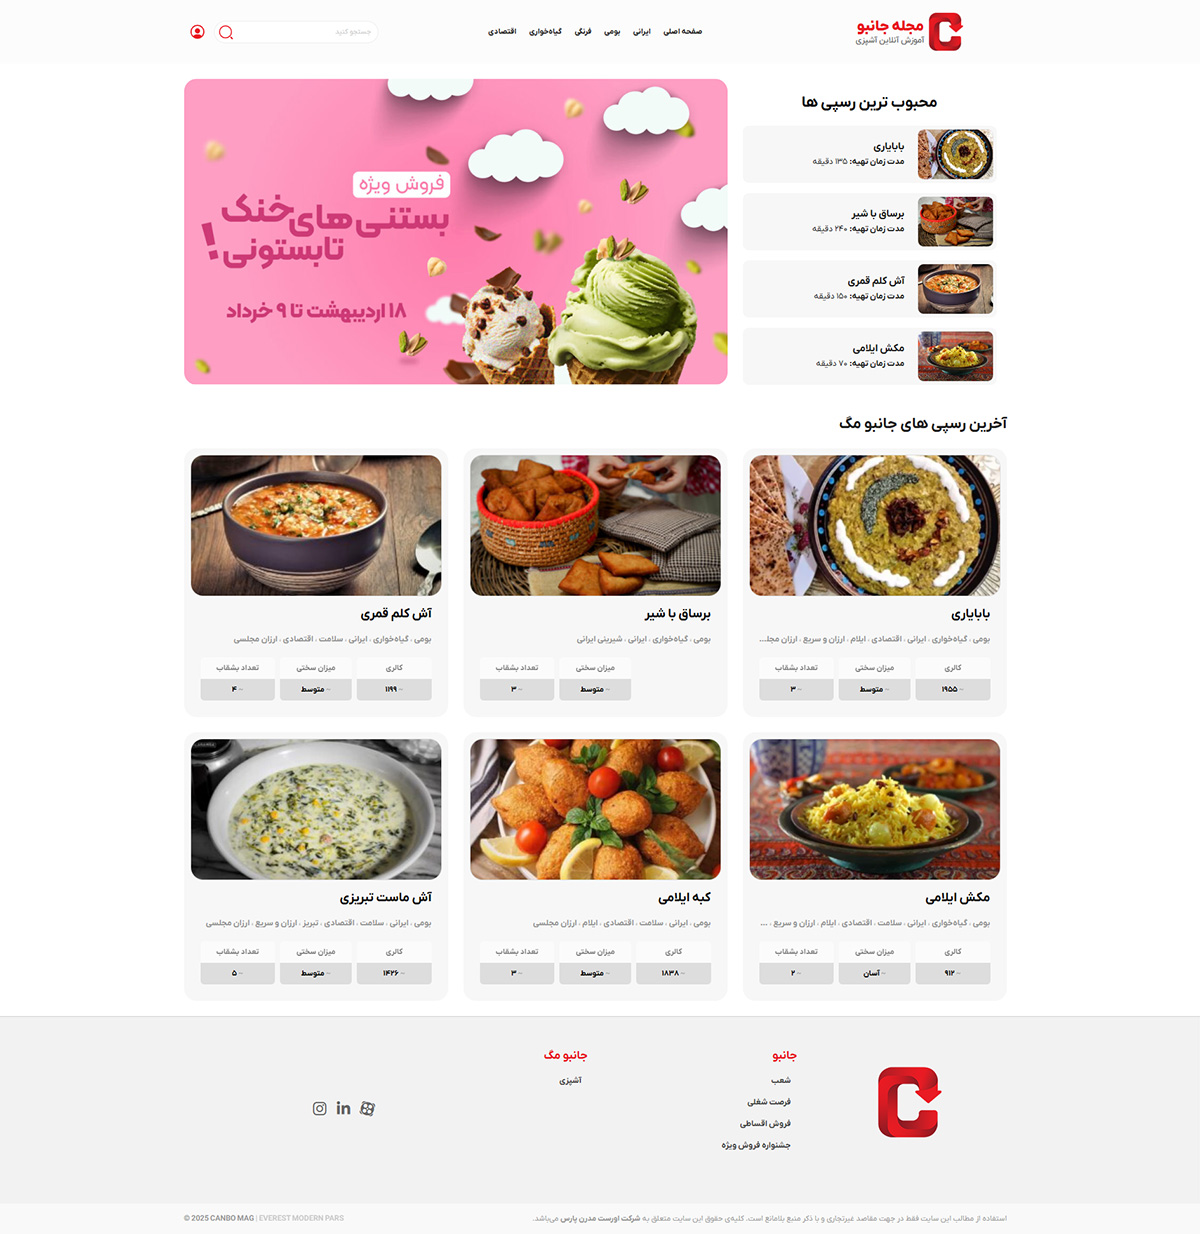 مجله جانبو
آموزش آنلاین آشپزی
صفحه اصلی
ایرانی
بومی
فرنگی
گیاه‌خواری
اقتصادی
جستجو کنید
محبوب ترین رسپی ها
بابایاری
مدت زمان تهیه: ۱۳۵ دقیقه
برساق با شیر
مدت زمان تهیه: ۲۴۰ دقیقه
آش کلم قمری
مدت زمان تهیه: ۱۵۰ دقیقه
مکش ایلامی
مدت زمان تهیه: ۷۰ دقیقه
فروش ویژه
بستنی‌های خنک
تابستونی!
۱۸ اردیبهشت تا ۹ خرداد
آخرین رسپی های جانبو مگ
بابایاری
بومی ، گیاه‌خواری ، ایرانی ، اقتصادی ، ایلام ، ارزان و سریع ، ارزان مجلـ...
کالری
میزان سختی
تعداد بشقاب
~ ۱۹۵۵
~ متوسط
~ ۳
برساق با شیر
بومی ، گیاه‌خواری ، ایرانی ، شیرینی ایرانی
میزان سختی
تعداد بشقاب
~ متوسط
~ ۳
آش کلم قمری
بومی ، گیاه‌خواری ، ایرانی ، سلامت ، اقتصادی ، ارزان مجلسی
کالری
میزان سختی
تعداد بشقاب
~ ۱۱۹۹
~ متوسط
~ ۴
مکش ایلامی
بومی ، گیاه‌خواری ، ایرانی ، سلامت ، اقتصادی ، ایلام ، ارزان و سریع ، ...
کالری
میزان سختی
تعداد بشقاب
~ ۹۱۲
~ آسان
~ ۲
کبه ایلامی
بومی ، ایرانی ، سلامت ، اقتصادی ، ایلام ، ارزان مجلسی
کالری
میزان سختی
تعداد بشقاب
~ ۱۸۳۸
~ متوسط
~ ۳
آش ماست تبریزی
بومی ، ایرانی ، سلامت ، اقتصادی ، تبریز ، ارزان و سریع ، ارزان مجلسی
کالری
میزان سختی
تعداد بشقاب
~ ۱۴۲۶
~ متوسط
~ ۵
جانبو
شعب
فرصت شغلی
فروش اقساطی
جشنواره فروش ویژه
جانبو مگ
آشپزی
استفاده از مطالب این سایت فقط در جهت مقاصد غیرتجاری و با ذکر منبع بلامانع است. کلیه‌ی حقوق این سایت متعلق به شرکت اورست مدرن پارس می‌باشد.
© 2025 CANBO MAG | EVEREST MODERN PARS